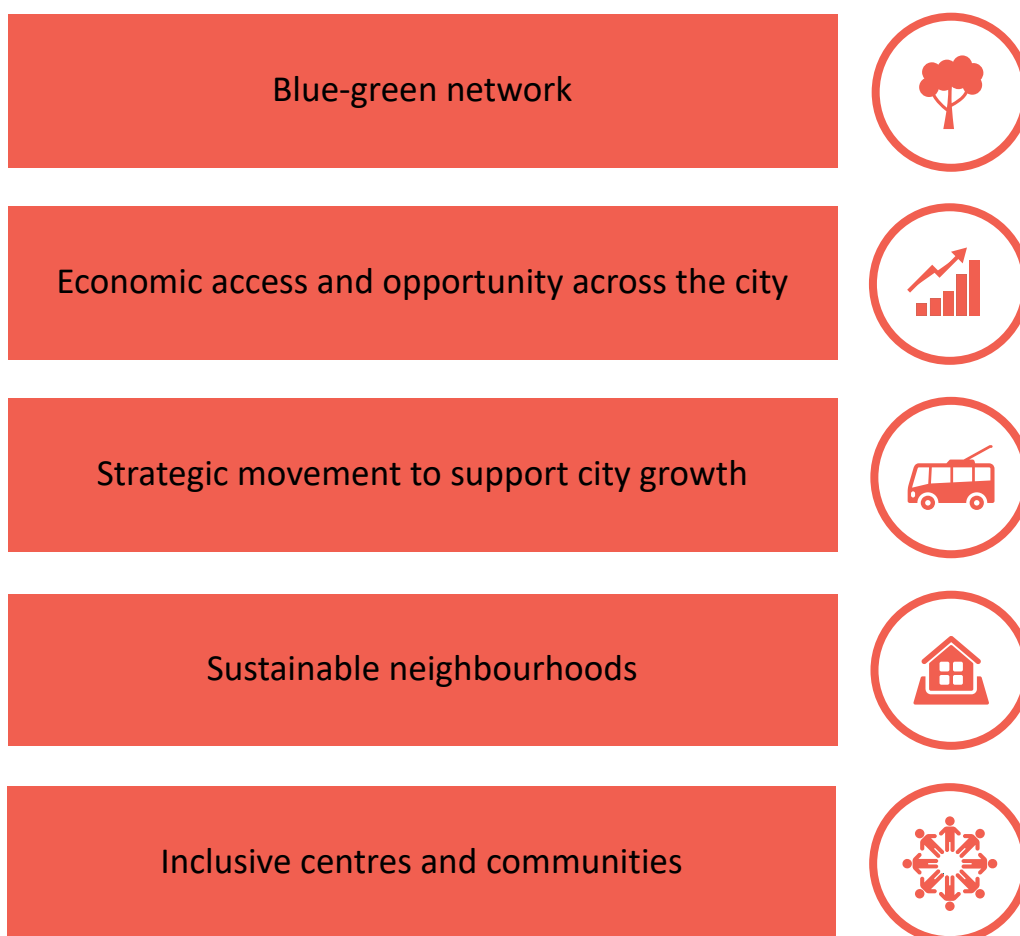 Blue-green network
Economic access and opportunity across the city
Strategic movement to support city growth
Sustainable neighbourhoods
Inclusive centres and communities